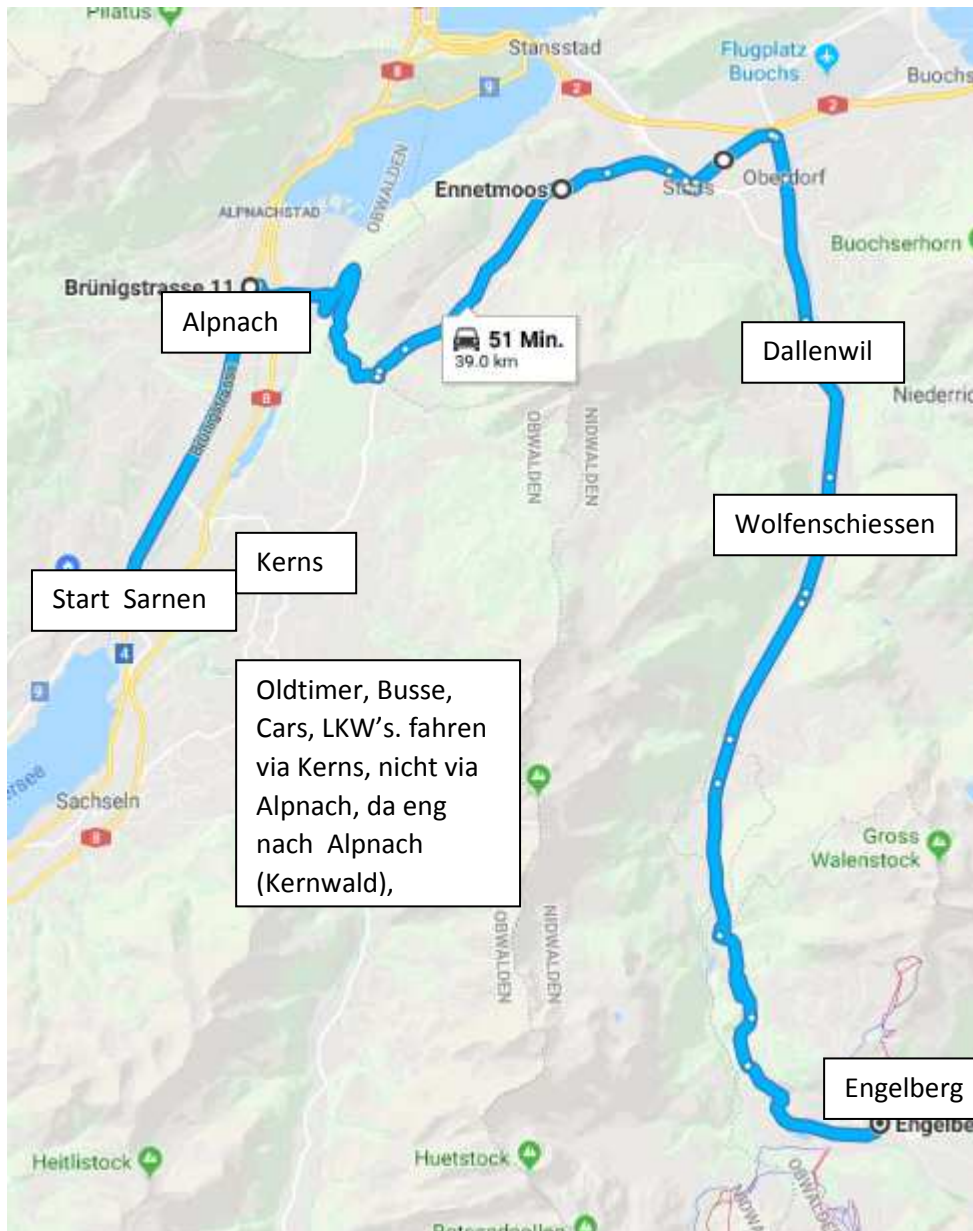 Pilatus
Stansstad
Flugplatz
Buochs
Buochs
8
9
2
2
OBWALDEN
Ennetmoos
Oberdorf
ALPNACHSTAD
Buochserhorn
Brünigstrasse 11
Alpnach
51 Min.
39.0 km
Dallenwil
Brünigstrasse
8
OBWALDEN
NIDWALDEN
Wolfenschiessen
Kerns
Start Sarnen
4
9
Oldtimer, Busse,
Cars, LKW's. fahren
via Kerns, nicht via
Alpnach, da eng
nach Alpnach
(Kernwald),
Sachseln
8
Gross
Walenstock
OBWALDEN
NIDWALDEN
Engelberg
Heitlistock
Huetstock